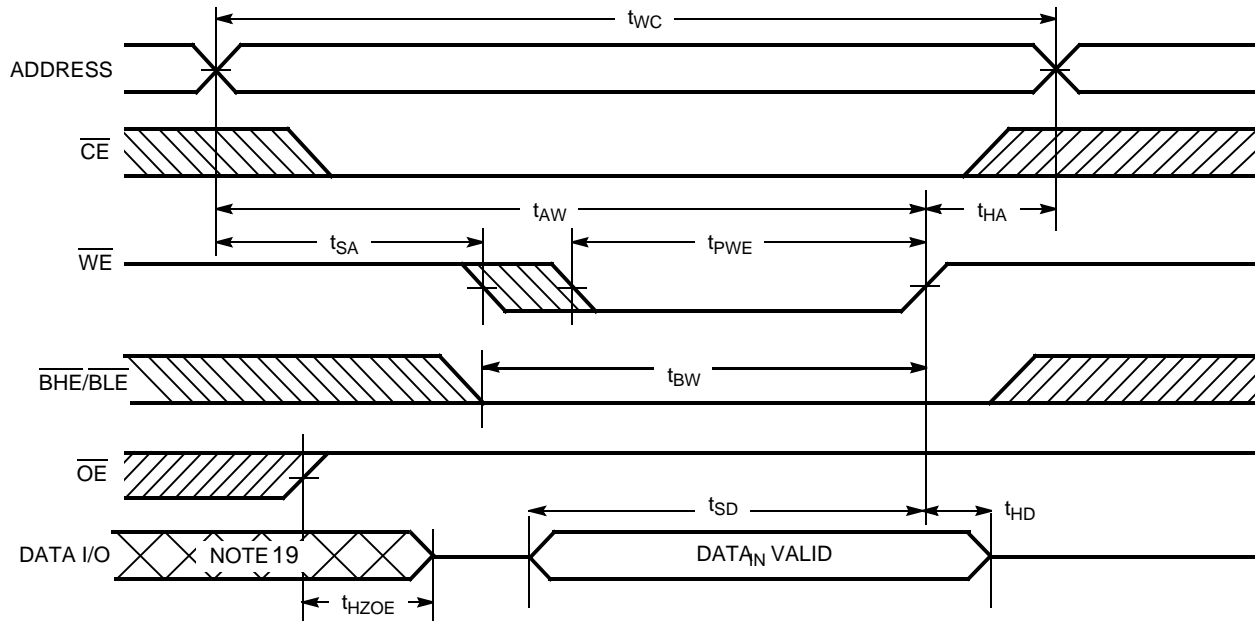 tWC
ADDRESS
CE
tAW
tHA
tSA
tPWE
WE
tBW
BHE/BLE
OE
tSD
tHD
DATA I/O
NOTE 19
DATAIN VALID
tHZOE